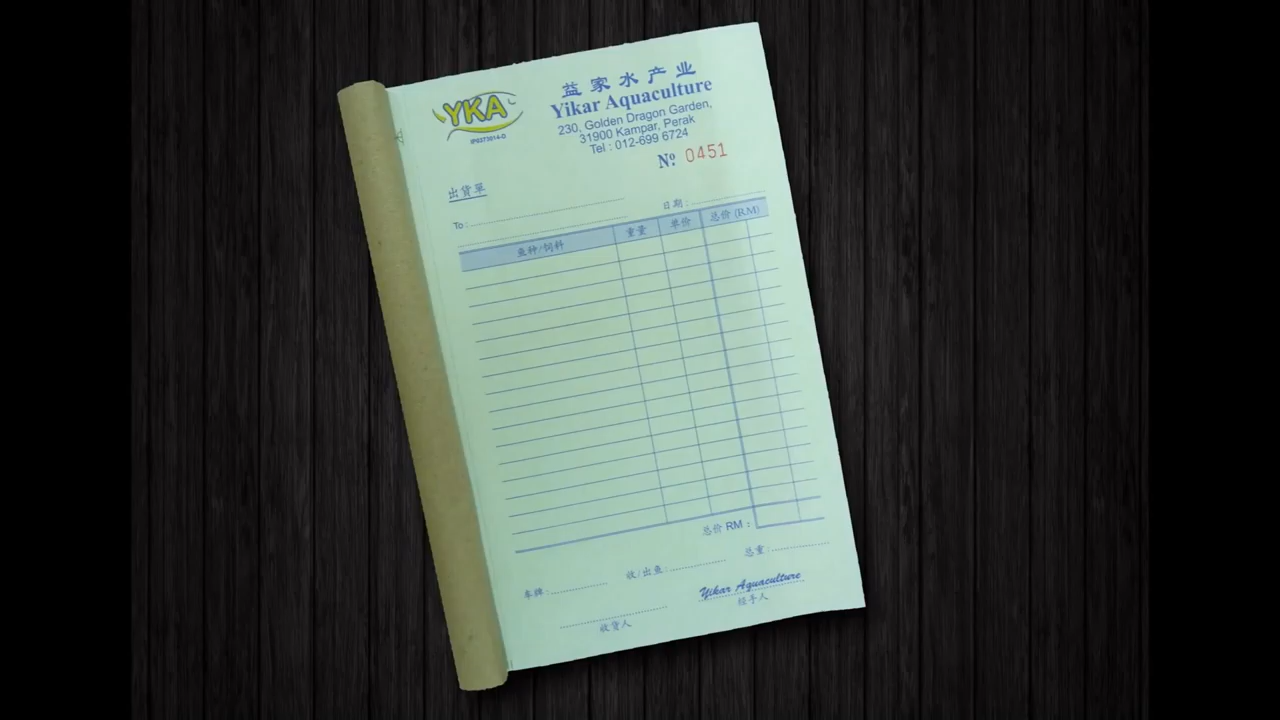 YKA
益家水产业
Yikar Aquaculture
230, Golden Dragon Garden,
31900 Kampar, Perak
Tel : 012-699 6724
Nº 0451
出货单
To :
日期 :
鱼种/饲料 重量 单价 总价 (RM)
总价 RM :
总重 :
车牌 : 收/出鱼 :
Yikar Aquaculture
收货人 经手人